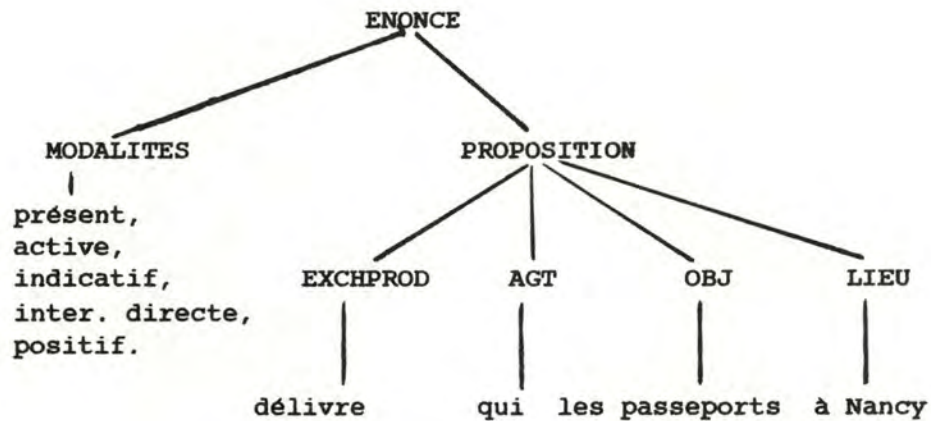 ENONCE
MODALITES PROPOSITION
présent,
active,
indicatif, EXCHPROD AGT OBJ LIEU
inter. directe,
positif.
délivre qui les passeports à Nancy